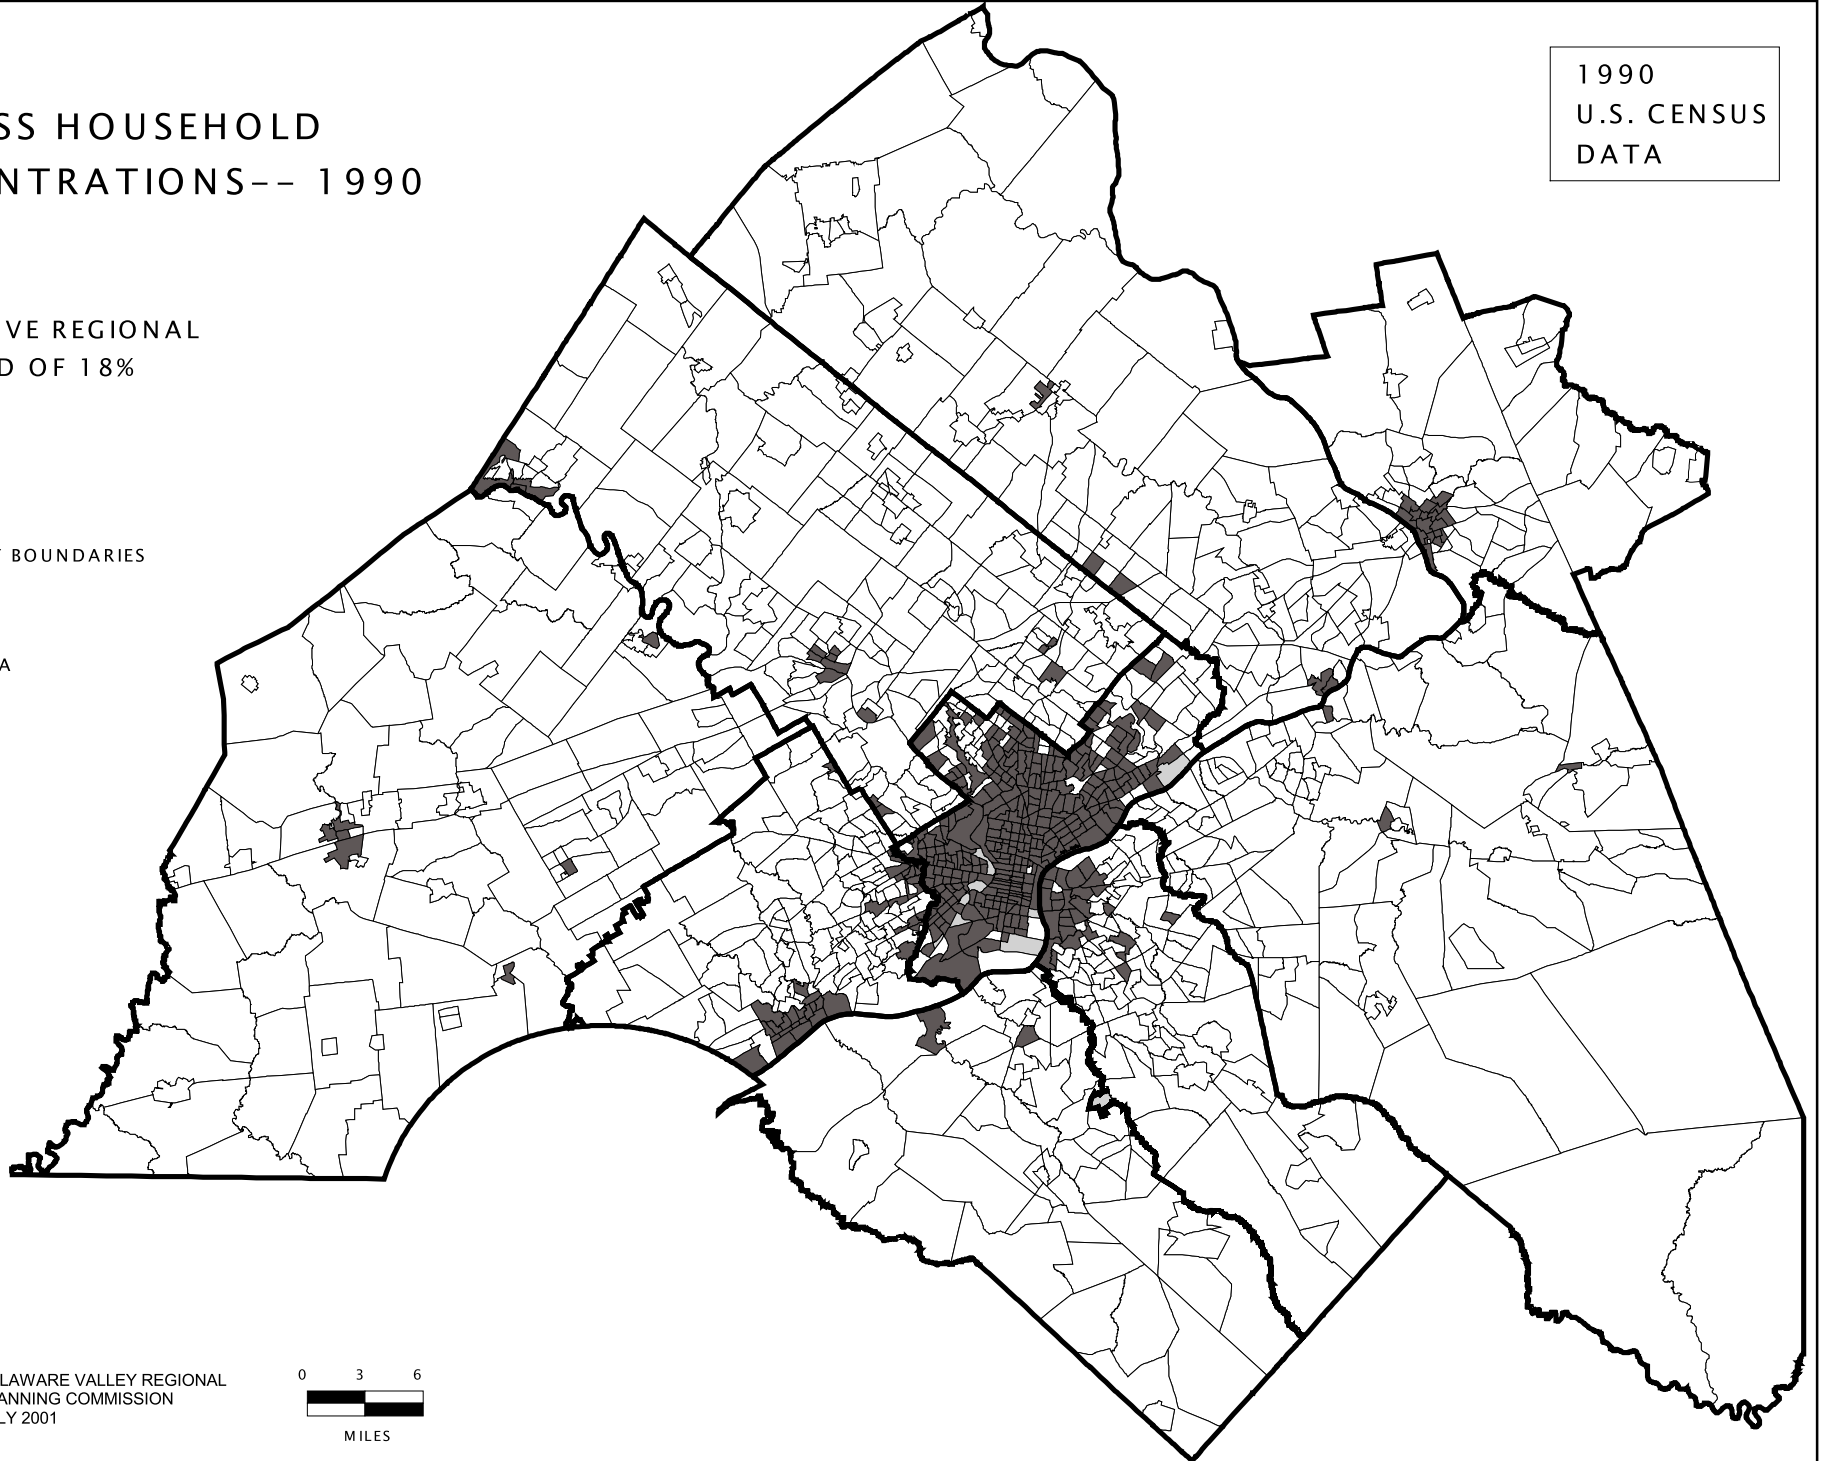 SS HOUSEHOLD
NTRATIONS-- 1990
1990
U.S. CENSUS
DATA
VE REGIONAL
D OF 18%
BOUNDARIES
A
LAWARE VALLEY REGIONAL
ANNING COMMISSION
LY 2001
0 3 6
MILES